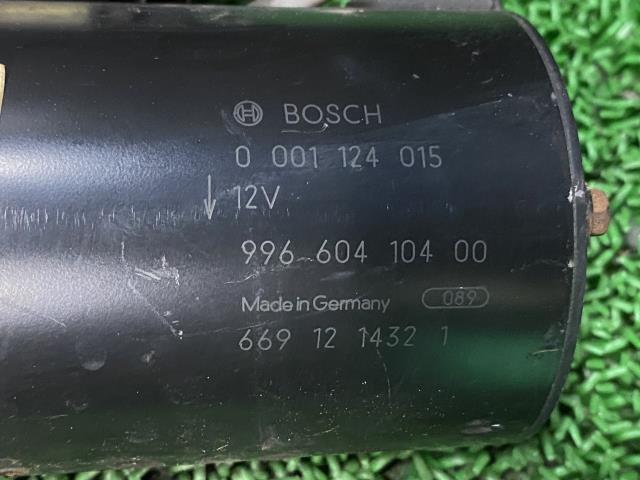 BOSCH
0 001 124 015
12V
996 604 104 00
Made in Germany 089
669 12 1432 1